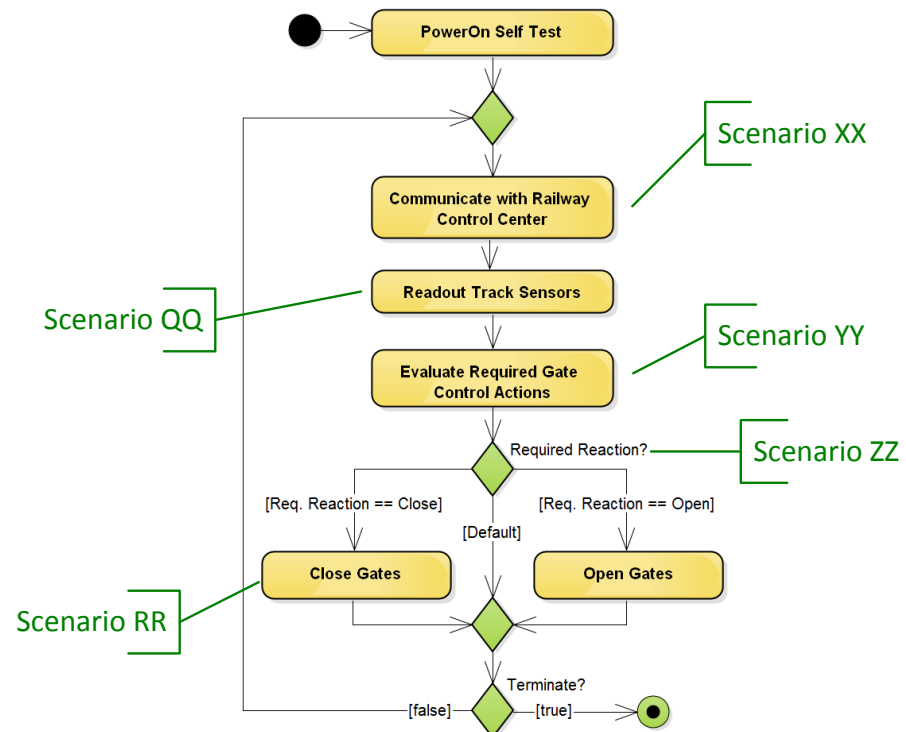 PowerOn Self Test
Scenario XX
Communicate with Railway
Control Center
Readout Track Sensors
Scenario QQ
Scenario YY
Evaluate Required Gate
Control Actions
Required Reaction?
Scenario ZZ
[Req. Reaction == Close]
[Req. Reaction == Open]
[Default]
Close Gates
Open Gates
Scenario RR
Terminate?
[false]
[true]